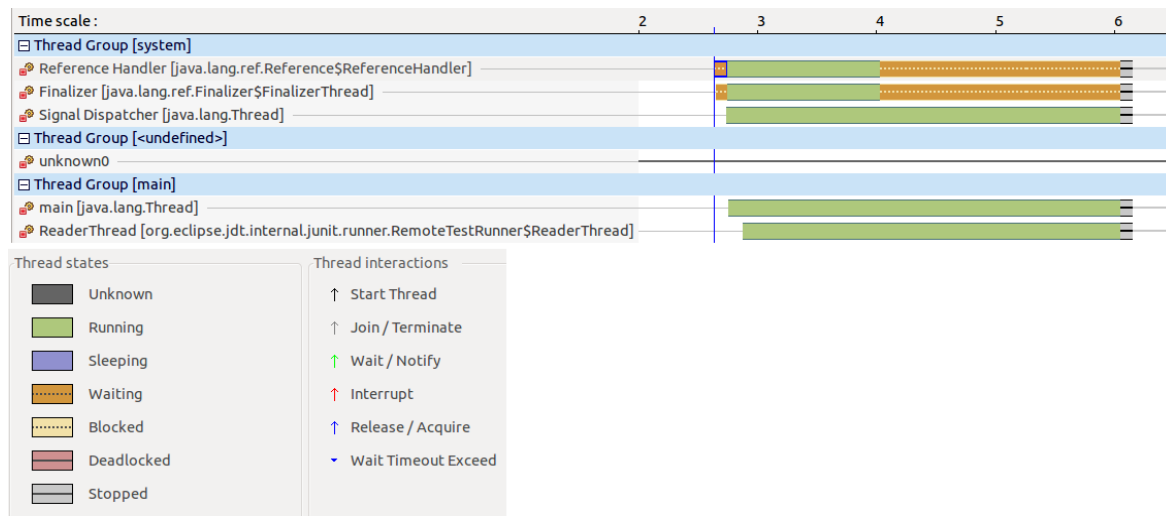 Time scale :
2 3 4 5 6
Thread Group [system]
Reference Handler [java.lang.ref.Reference$ReferenceHandler]
Finalizer [java.lang.ref.Finalizer$FinalizerThread]
Signal Dispatcher [java.lang.Thread]
Thread Group [<undefined>]
unknown0
Thread Group [main]
main [java.lang.Thread]
ReaderThread [org.eclipse.jdt.internal.junit.runner.RemoteTestRunner$ReaderThread]
Thread states
Unknown
Running
Sleeping
Waiting
Blocked
Deadlocked
Stopped
Thread interactions
Start Thread
Join / Terminate
Wait / Notify
Interrupt
Release / Acquire
Wait Timeout Exceed